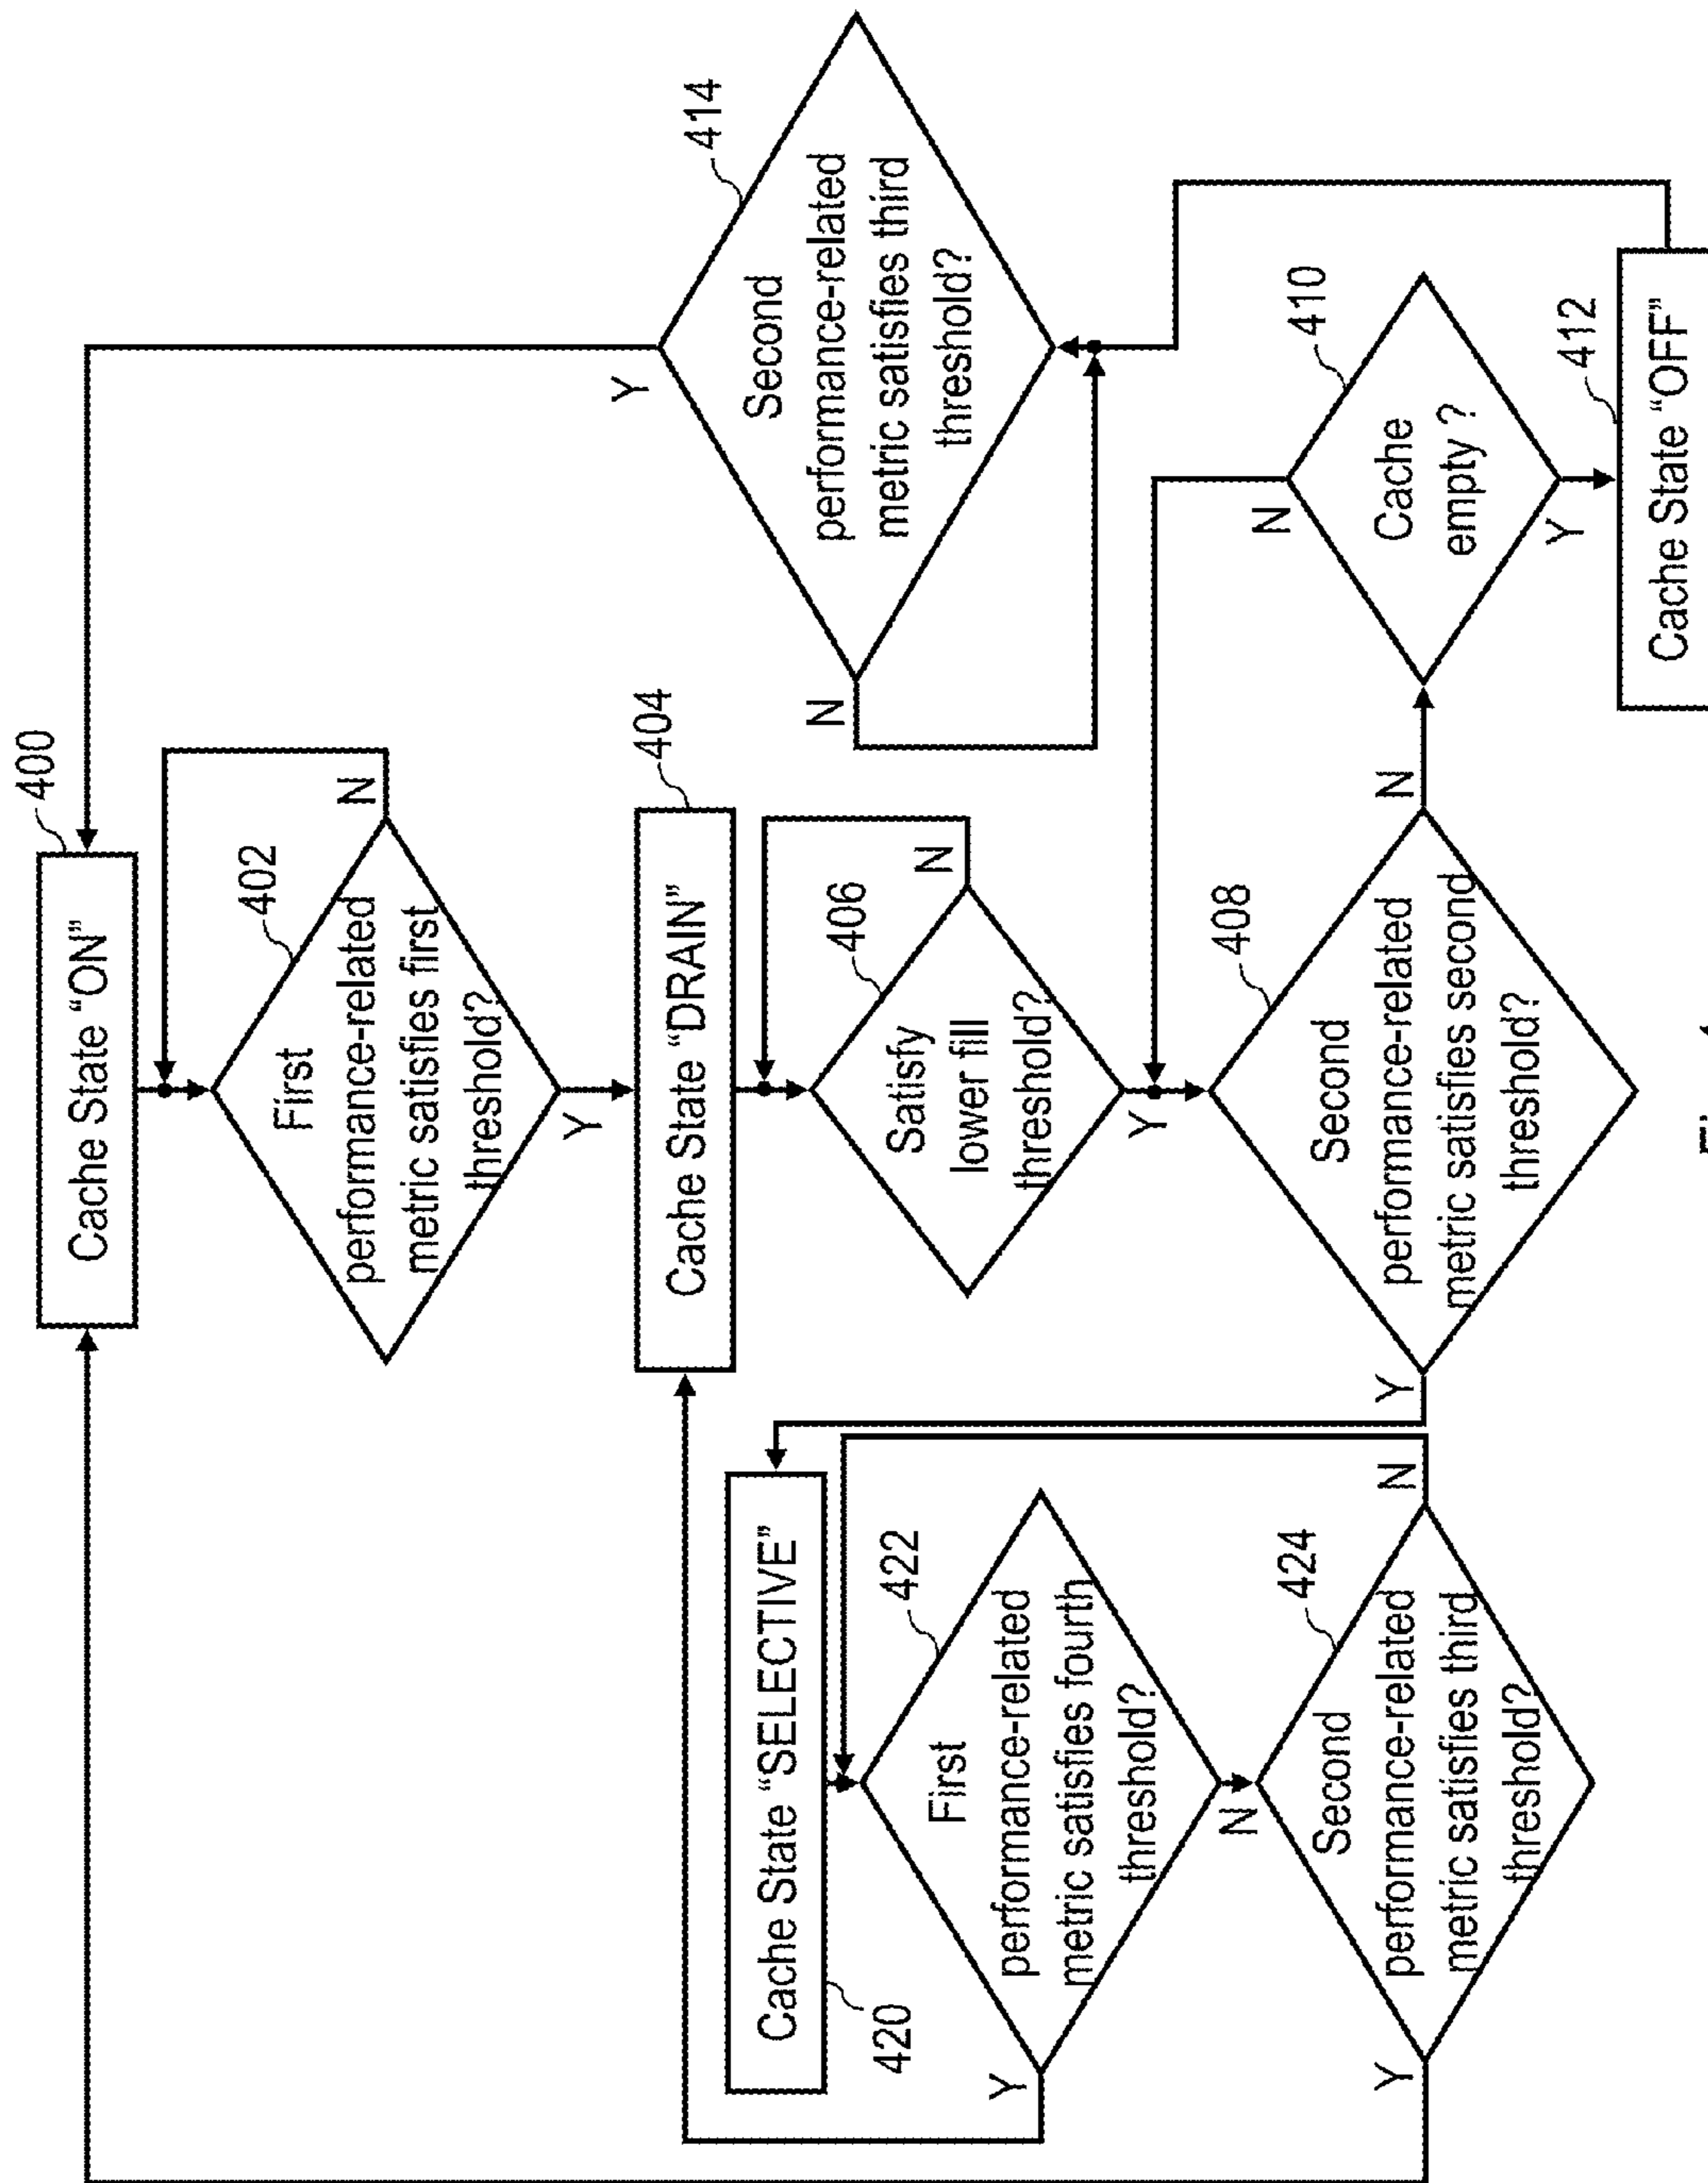 400
Cache State “ON”
402
First
performance-related
metric satisfies first
threshold?
N
Y
404
Cache State “DRAIN”
406
Satisfy
lower fill
threshold?
N
Y
408
Second
performance-related
metric satisfies second
threshold?
N
Y
410
Cache
empty ?
N
Y
412
Cache State “OFF”
414
Second
performance-related
metric satisfies third
threshold?
Y
N
Cache State “SELECTIVE”
420
422
First
performance-related
metric satisfies fourth
threshold?
Y
N
424
Second
performance-related
metric satisfies third
threshold?
N
Y